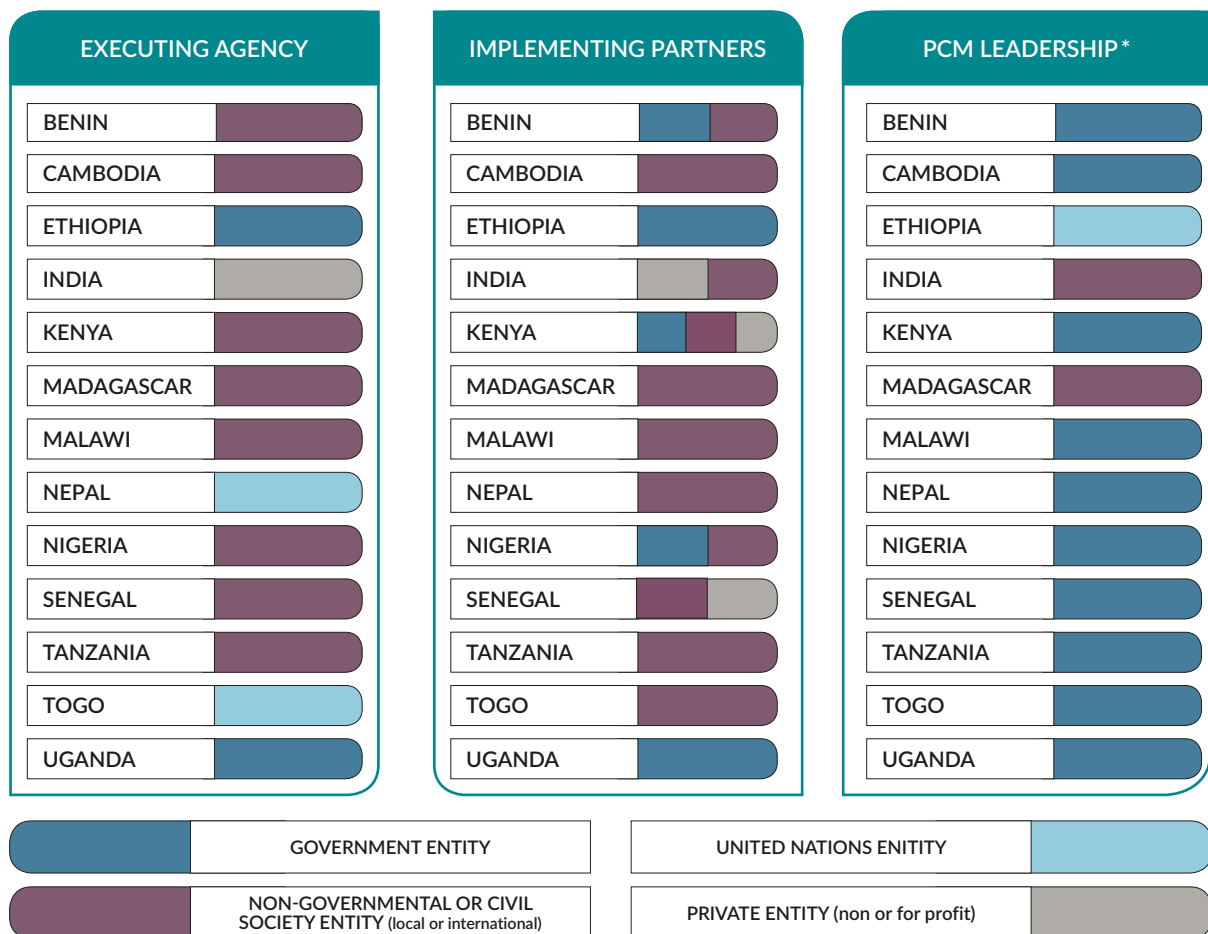 EXECUTING AGENCY
BENIN
CAMBODIA
ETHIOPIA
INDIA
KENYA
MADAGASCAR
MALAWI
NEPAL
NIGERIA
SENEGAL
TANZANIA
TOGO
UGANDA
IMPLEMENTING PARTNERS
BENIN
CAMBODIA
ETHIOPIA
INDIA
KENYA
MADAGASCAR
MALAWI
NEPAL
NIGERIA
SENEGAL
TANZANIA
TOGO
UGANDA
PCM LEADERSHIP*
BENIN
CAMBODIA
ETHIOPIA
INDIA
KENYA
MADAGASCAR
MALAWI
NEPAL
NIGERIA
SENEGAL
TANZANIA
TOGO
UGANDA
GOVERNMENT ENTITY
UNITED NATIONS ENITITY
NON-GOVERNMENTAL OR CIVIL
SOCIETY ENTITY (local or international)
PRIVATE ENTITY (non or for profit)